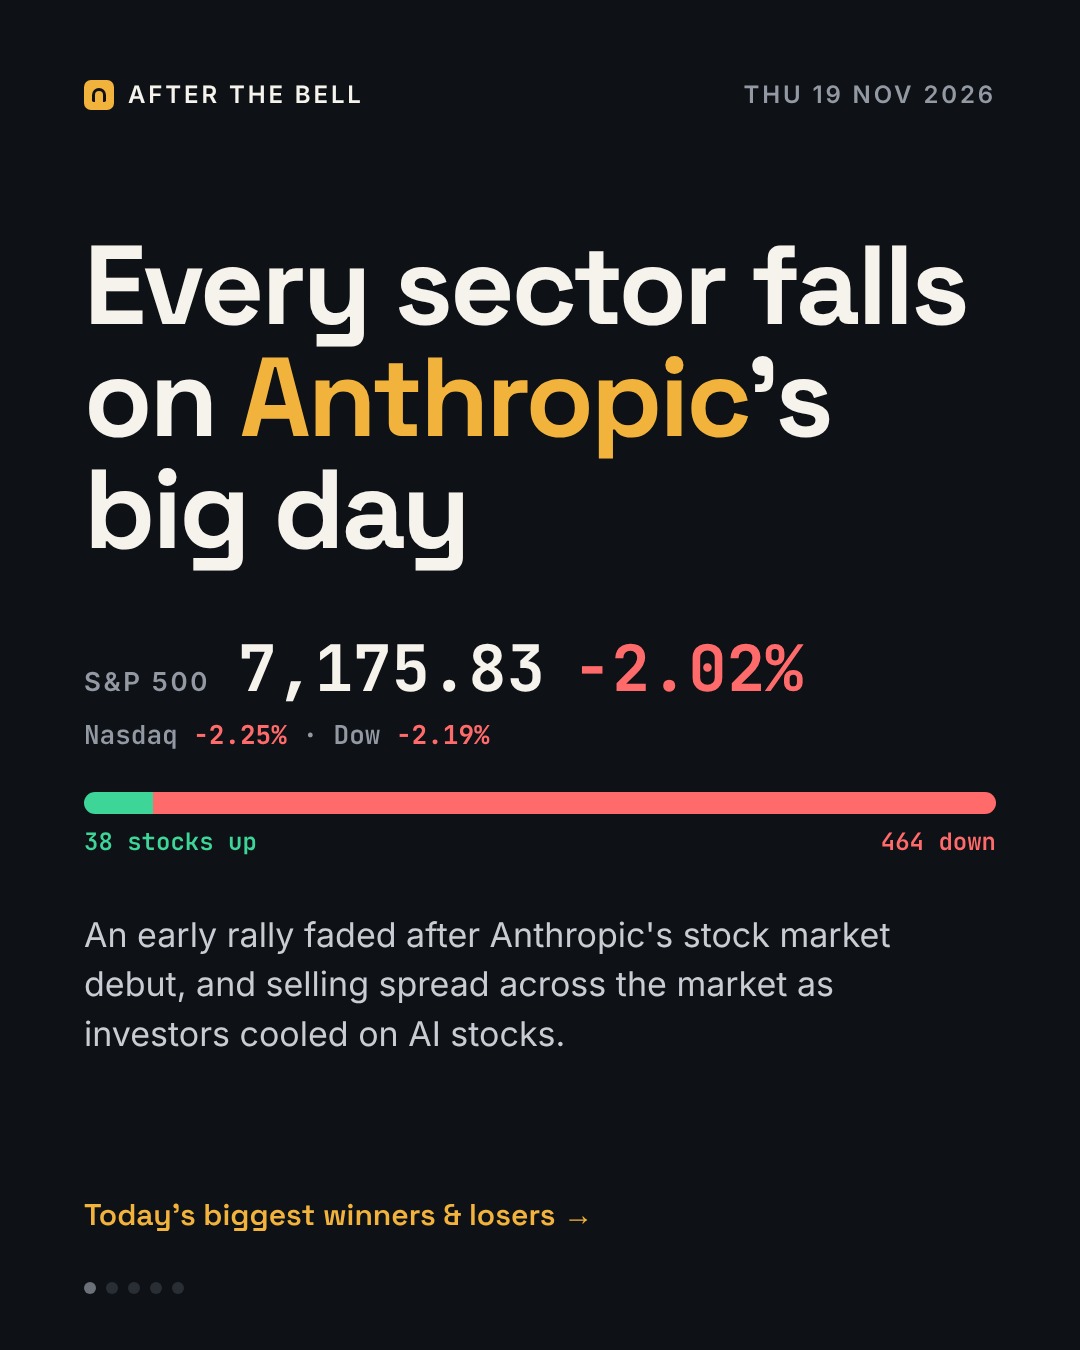 AFTER THE BELL
THU 19 NOV 2026
Every sector falls
on Anthropic’s
big day
S&P 500 7,175.83 -2.02%
Nasdaq -2.25% · Dow -2.19%
38 stocks up
464 down
An early rally faded after Anthropic's stock market
debut, and selling spread across the market as
investors cooled on AI stocks.
Today’s biggest winners & losers →